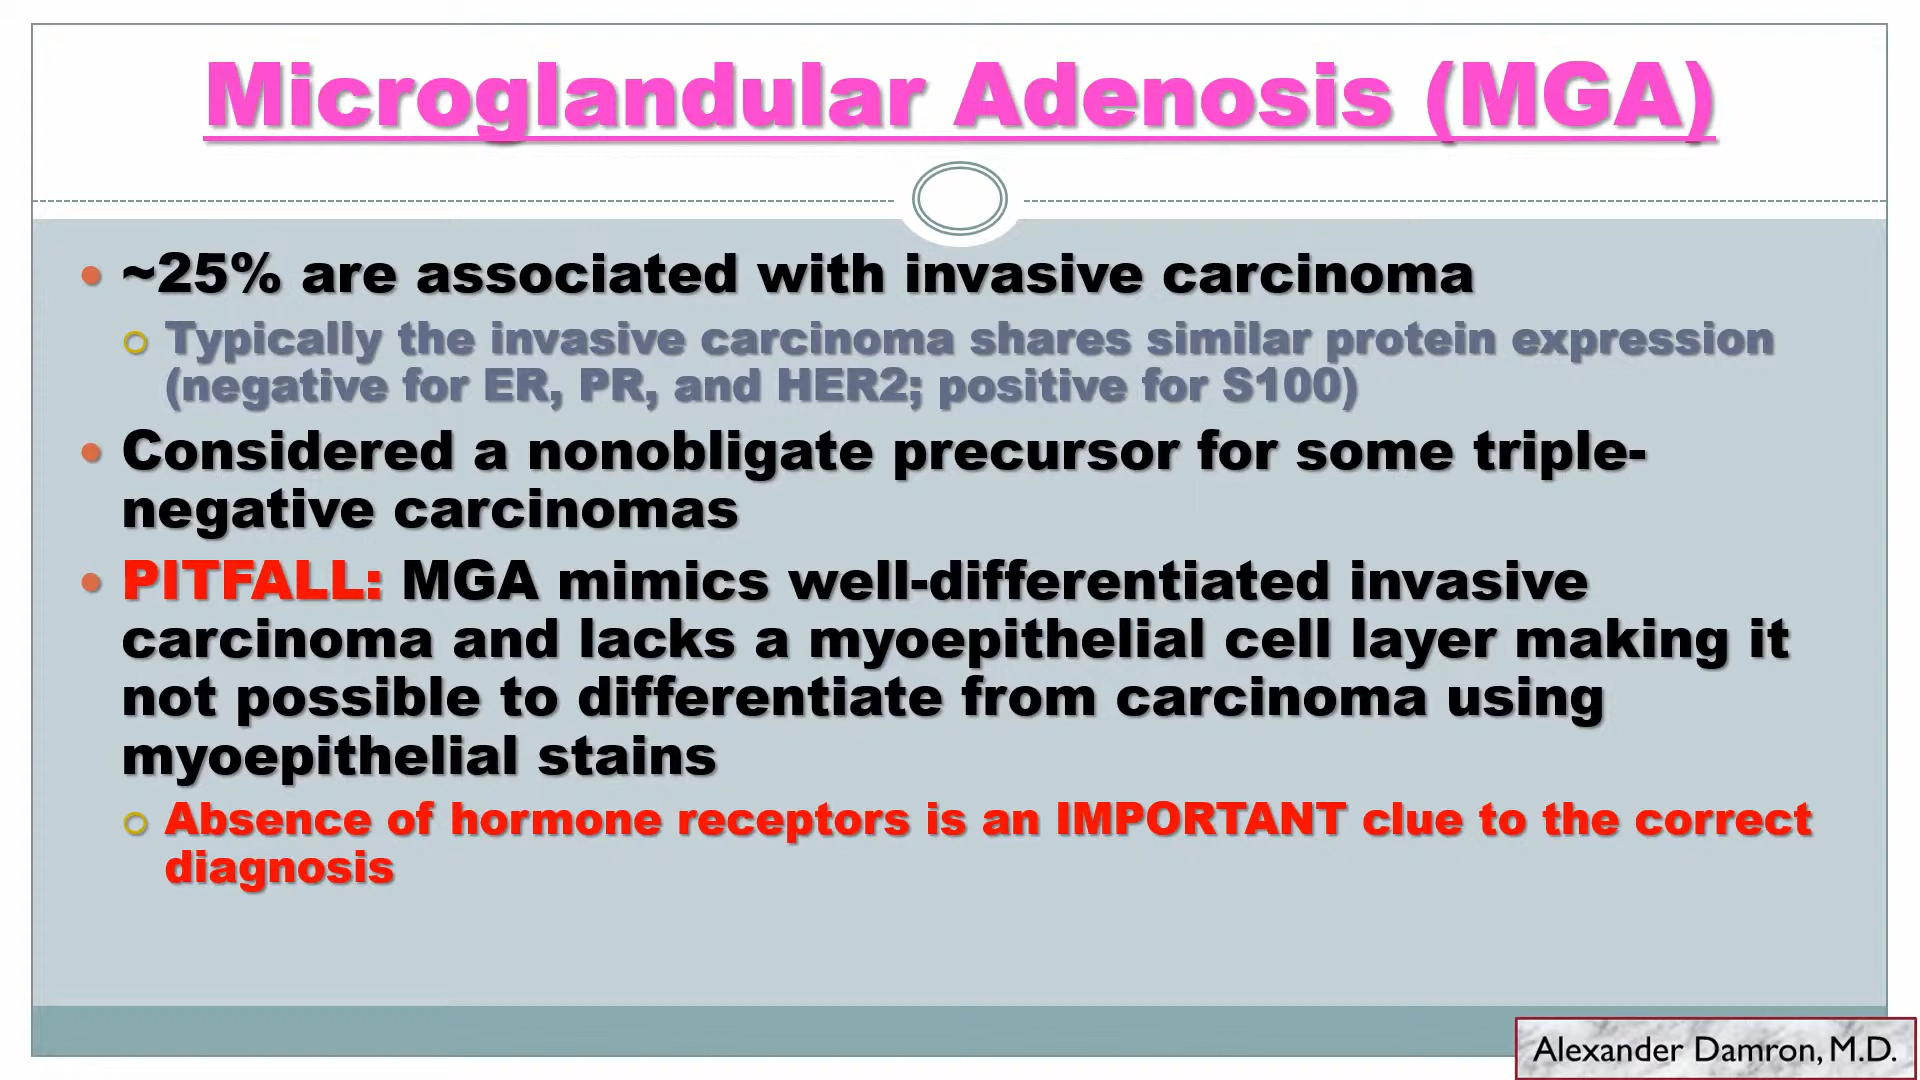 Microglandular Adenosis (MGA)
~25% are associated with invasive carcinoma
Typically the invasive carcinoma shares similar protein expression
(negative for ER, PR, and HER2; positive for S100)
Considered a nonobligate precursor for some triple-
negative carcinomas
PITFALL: MGA mimics well-differentiated invasive
carcinoma and lacks a myoepithelial cell layer making it
not possible to differentiate from carcinoma using
myoepithelial stains
Absence of hormone receptors is an IMPORTANT clue to the correct
diagnosis
Alexander Damron, M.D.